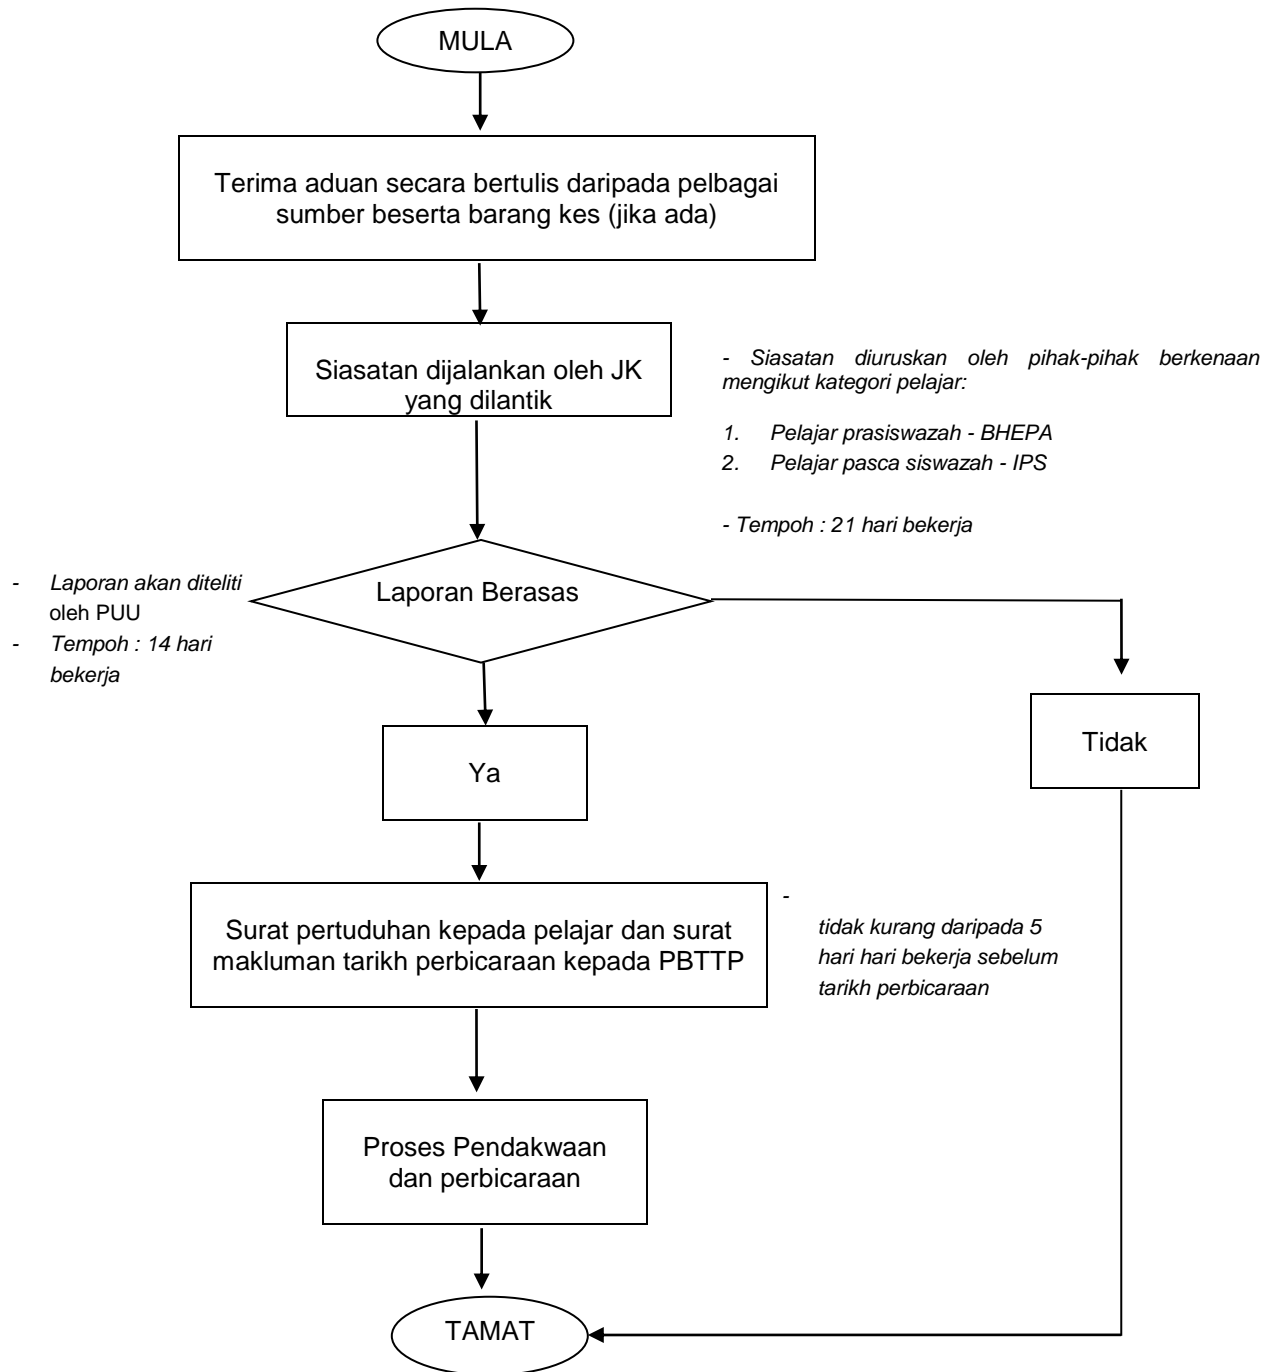 MULA
Terima aduan secara bertulis daripada pelbagai
sumber beserta barang kes (jika ada)
Siasatan dijalankan oleh JK
yang dilantik
- Siasatan diuruskan oleh pihak-pihak berkenaan
mengikut kategori pelajar:
1. Pelajar prasiswazah - BHEPA
2. Pelajar pasca siswazah - IPS
- Tempoh : 21 hari bekerja
- Laporan akan diteliti
oleh PUU
- Tempoh : 14 hari
bekerja
Laporan Berasas
Ya
Tidak
Surat pertuduhan kepada pelajar dan surat
makluman tarikh perbicaraan kepada PBTTP
-
tidak kurang daripada 5
hari hari bekerja sebelum
tarikh perbicaraan
Proses Pendakwaan
dan perbicaraan
TAMAT